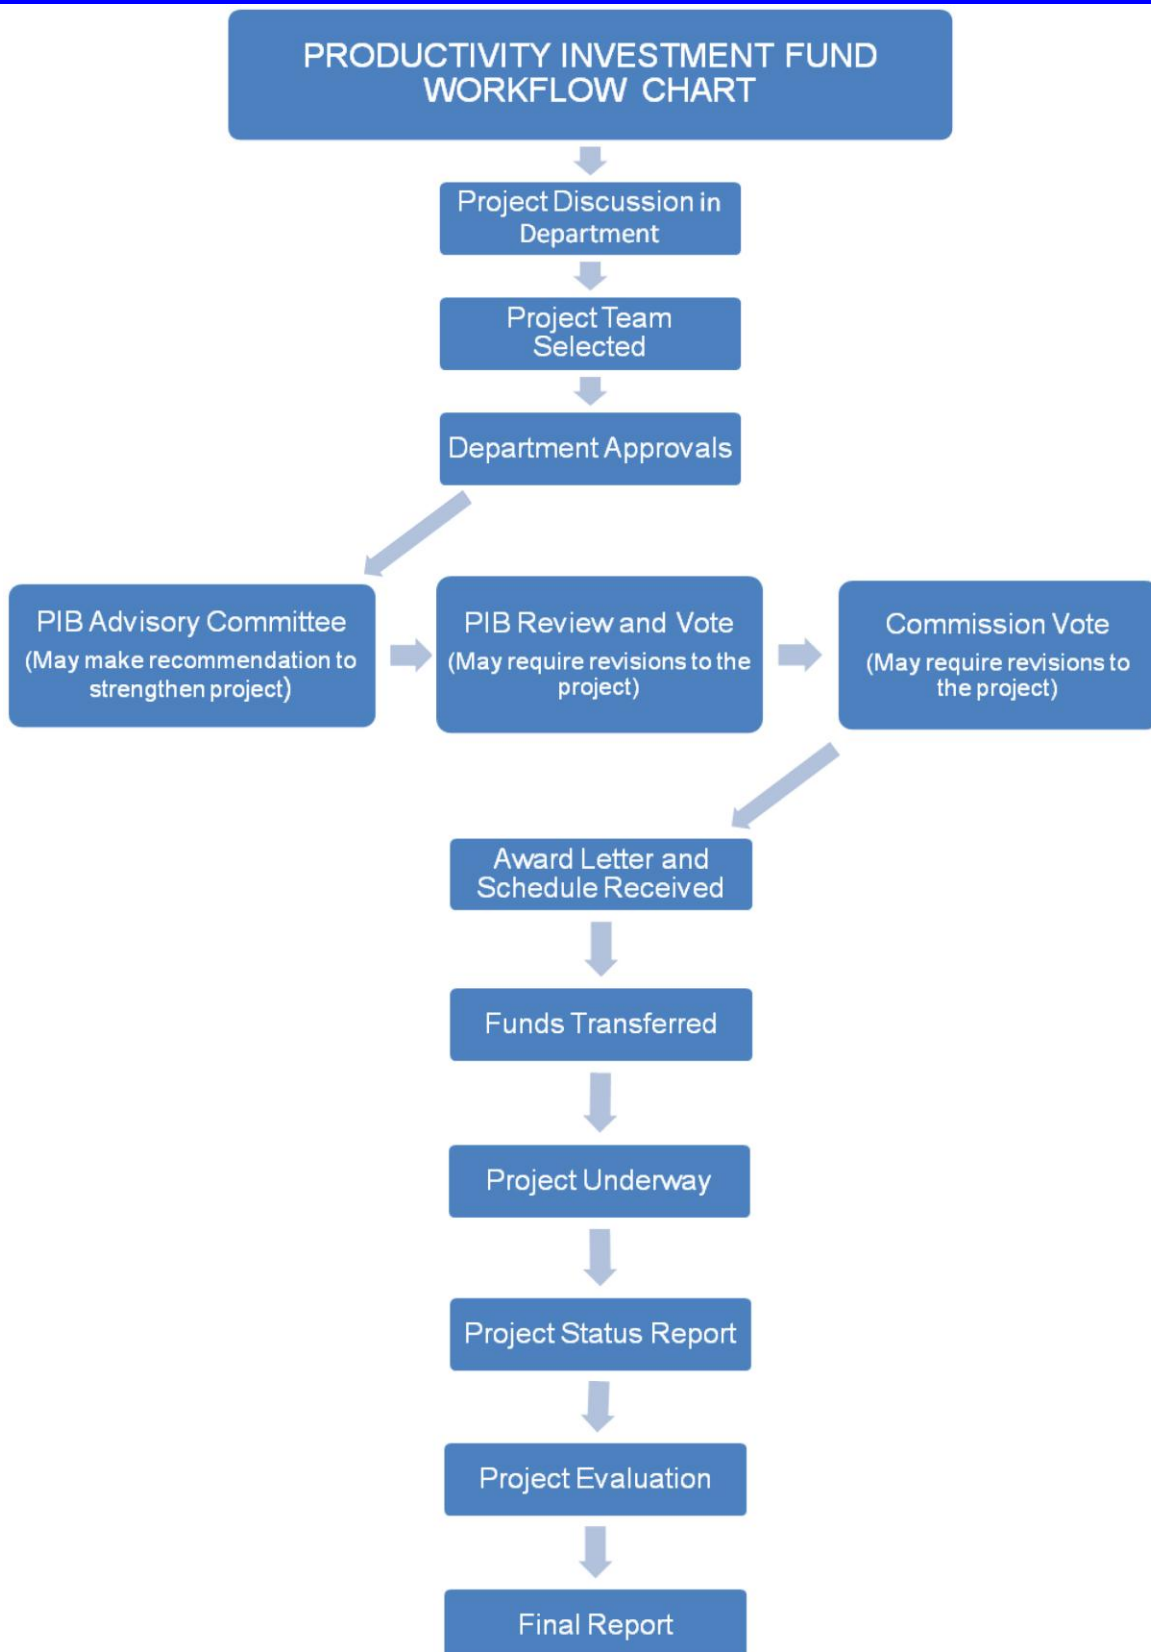 PRODUCTIVITY INVESTMENT FUND
WORKFLOW CHART
Project Discussion in
Department
Project Team
Selected
Department Approvals
PIB Advisory Committee
(May make recommendation to
strengthen project)
PIB Review and Vote
(May require revisions to the
project)
Commission Vote
(May require revisions to
the project)
Award Letter and
Schedule Received
Funds Transferred
Project Underway
Project Status Report
Project Evaluation
Final Report